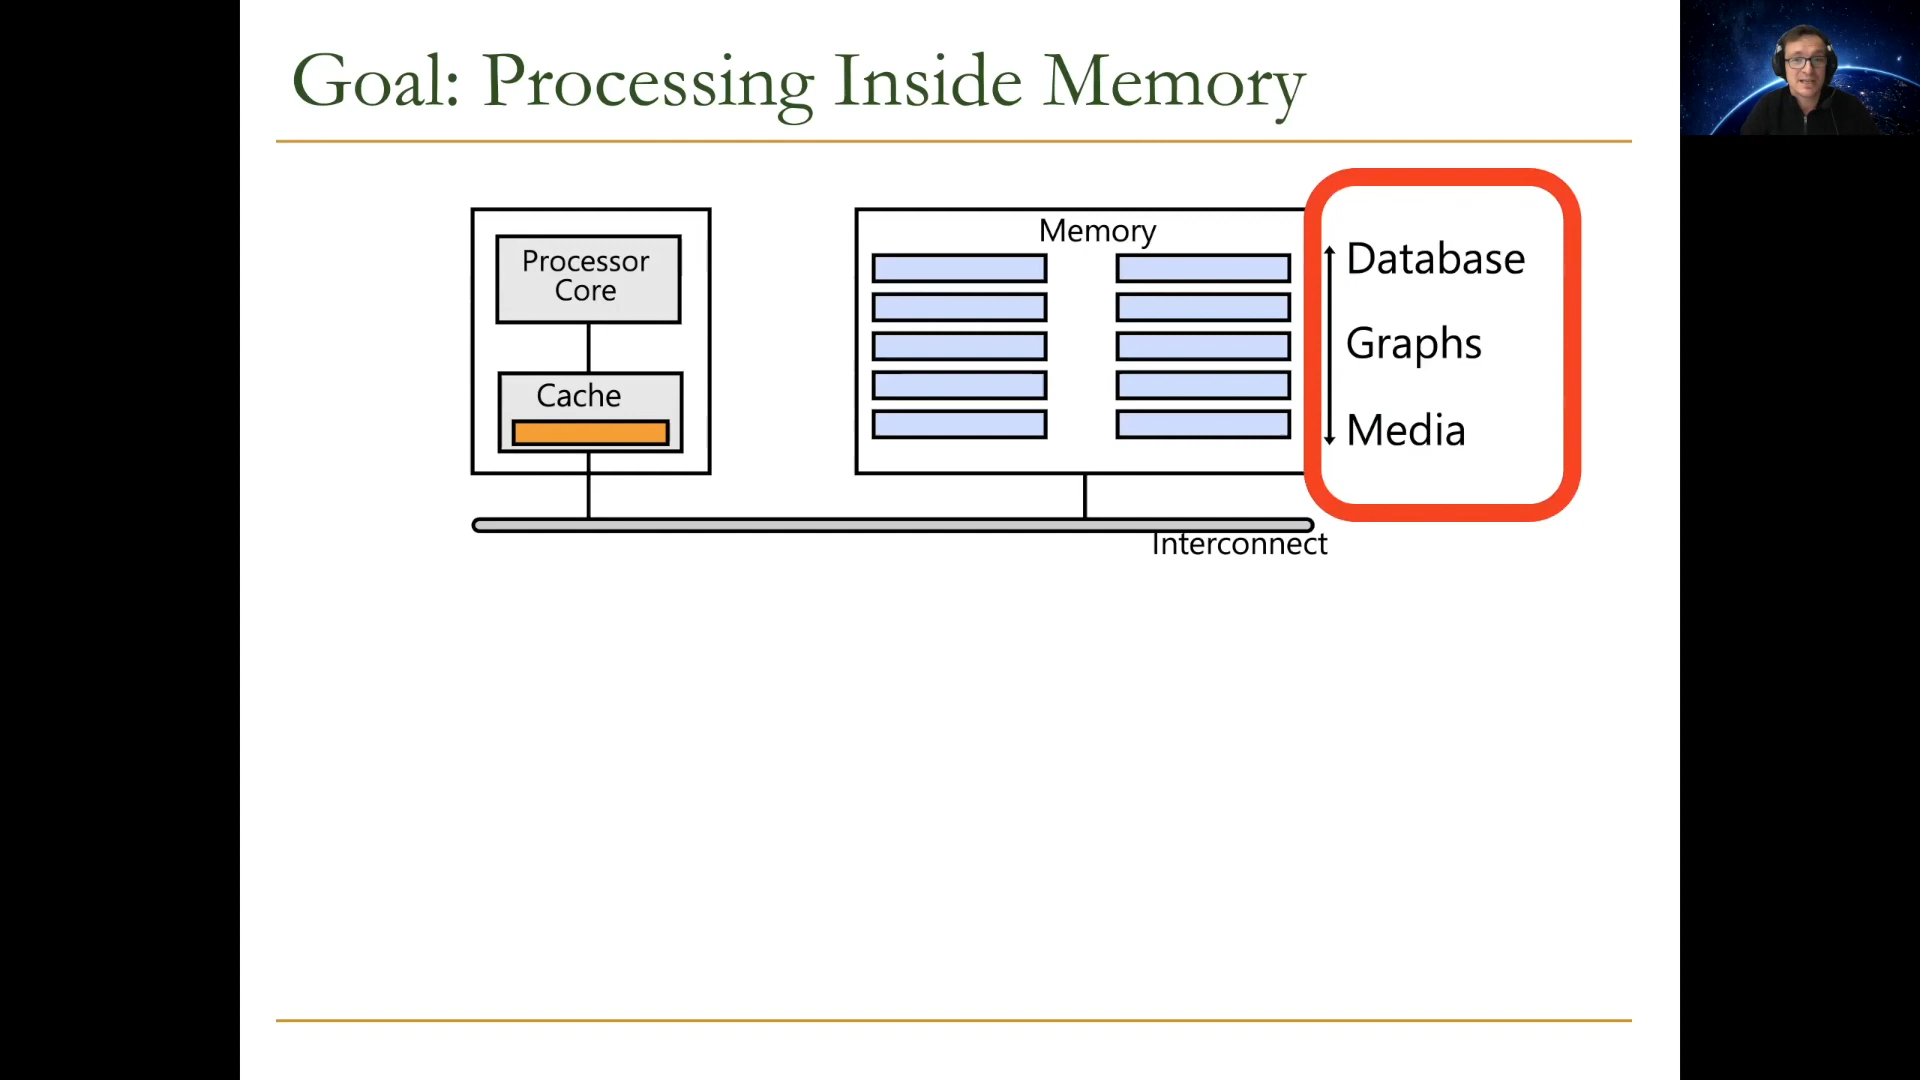 Goal: Processing Inside Memory
Processor
Core
Cache
Memory
Database
Graphs
Media
Interconnect